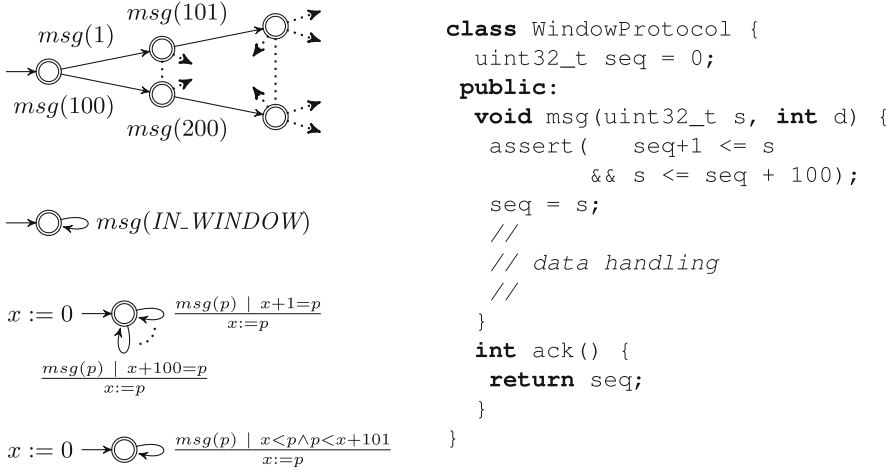 msg(101)
msg(1)
msg(100)
msg(200)
msg(IN_WINDOW)
x := 0
msg(p) | x+1=p
x:=p
msg(p) | x+100=p
x:=p
x := 0
msg(p) | x<p∧p<x+101
x:=p
class WindowProtocol {
uint32_t seq = 0;
public:
void msg(uint32_t s, int d) {
assert( seq+1 <= s
&& s <= seq + 100);
seq = s;
//
// data handling
//
}
int ack() {
return seq;
}
}